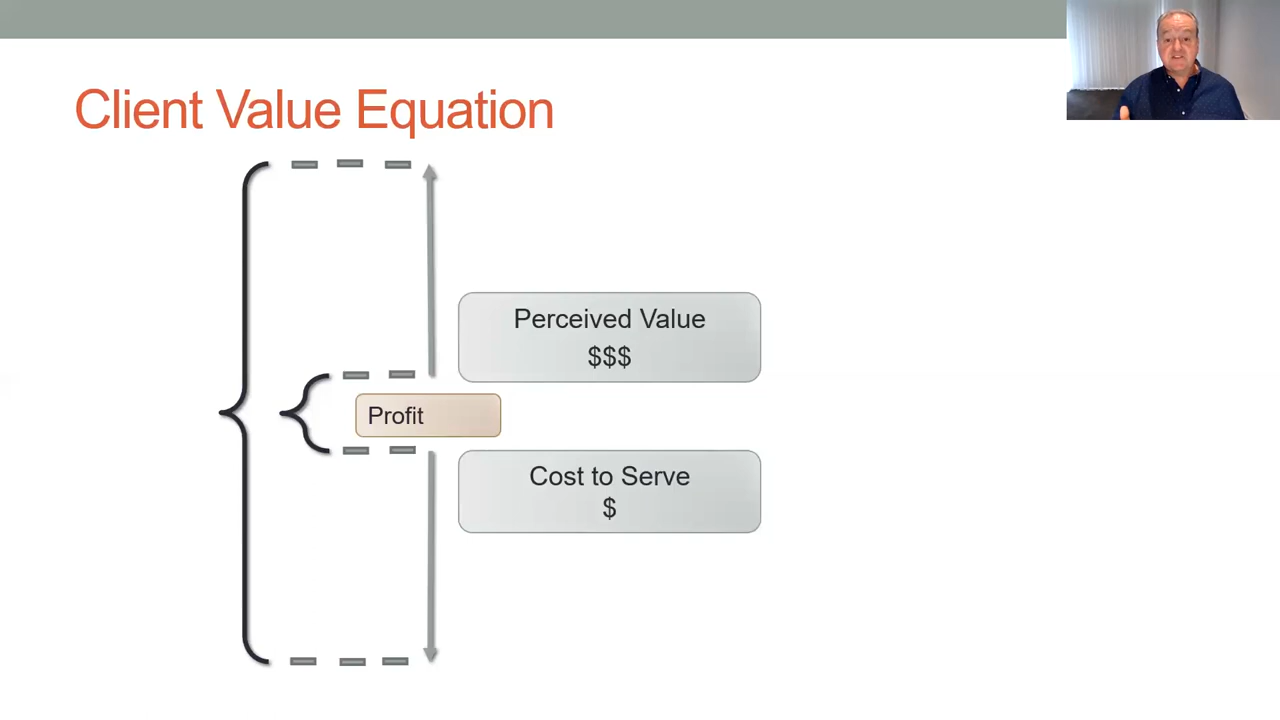 Client Value Equation
Perceived Value
$$$
Profit
Cost to Serve
$